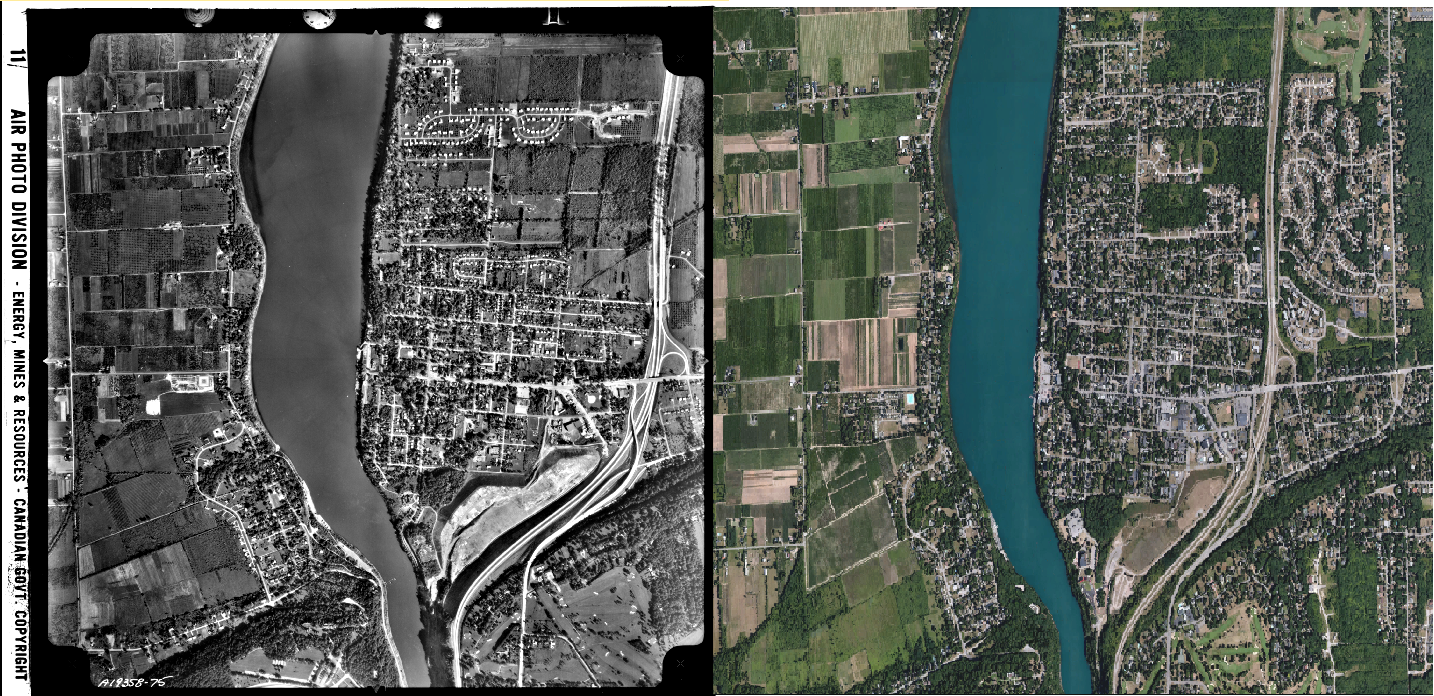 11/ AIR PHOTO DIVISION - ENERGY, MINES & RESOURCES - CANADIAN GOVT. COPYRIGHT
A19358-75